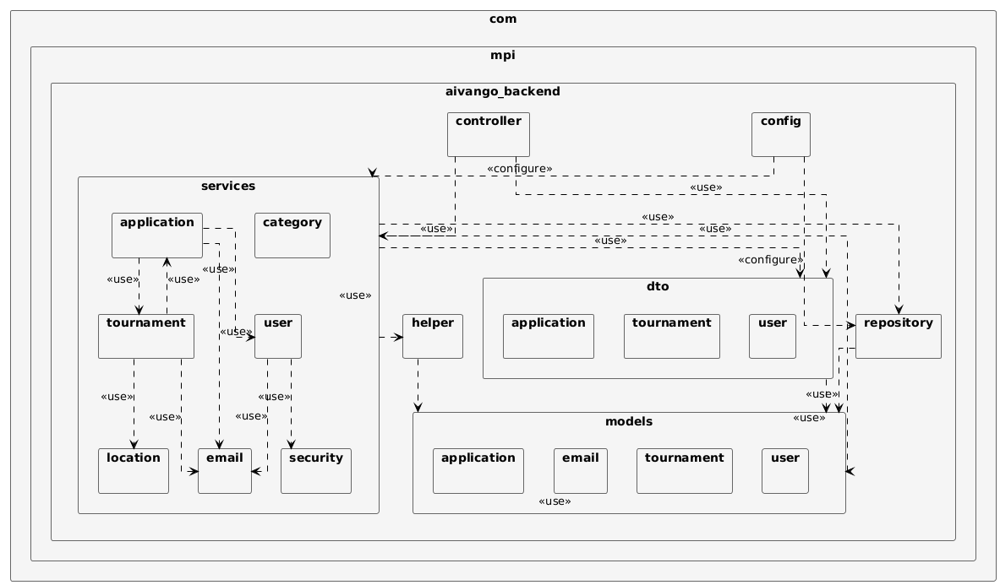 com
mpi
aivango_backend
controller
config
«configure»
services
«use»
application
category
«use»
«use»
«use»
«use»
«configure»
«use»
«use»
«use»
dto
«use»
tournament
user
helper
application
tournament
user
repository
«use»
«use»
«use»
«use»
«use»
«use»
«use»
models
location
email
security
application
email
tournament
user
«use»